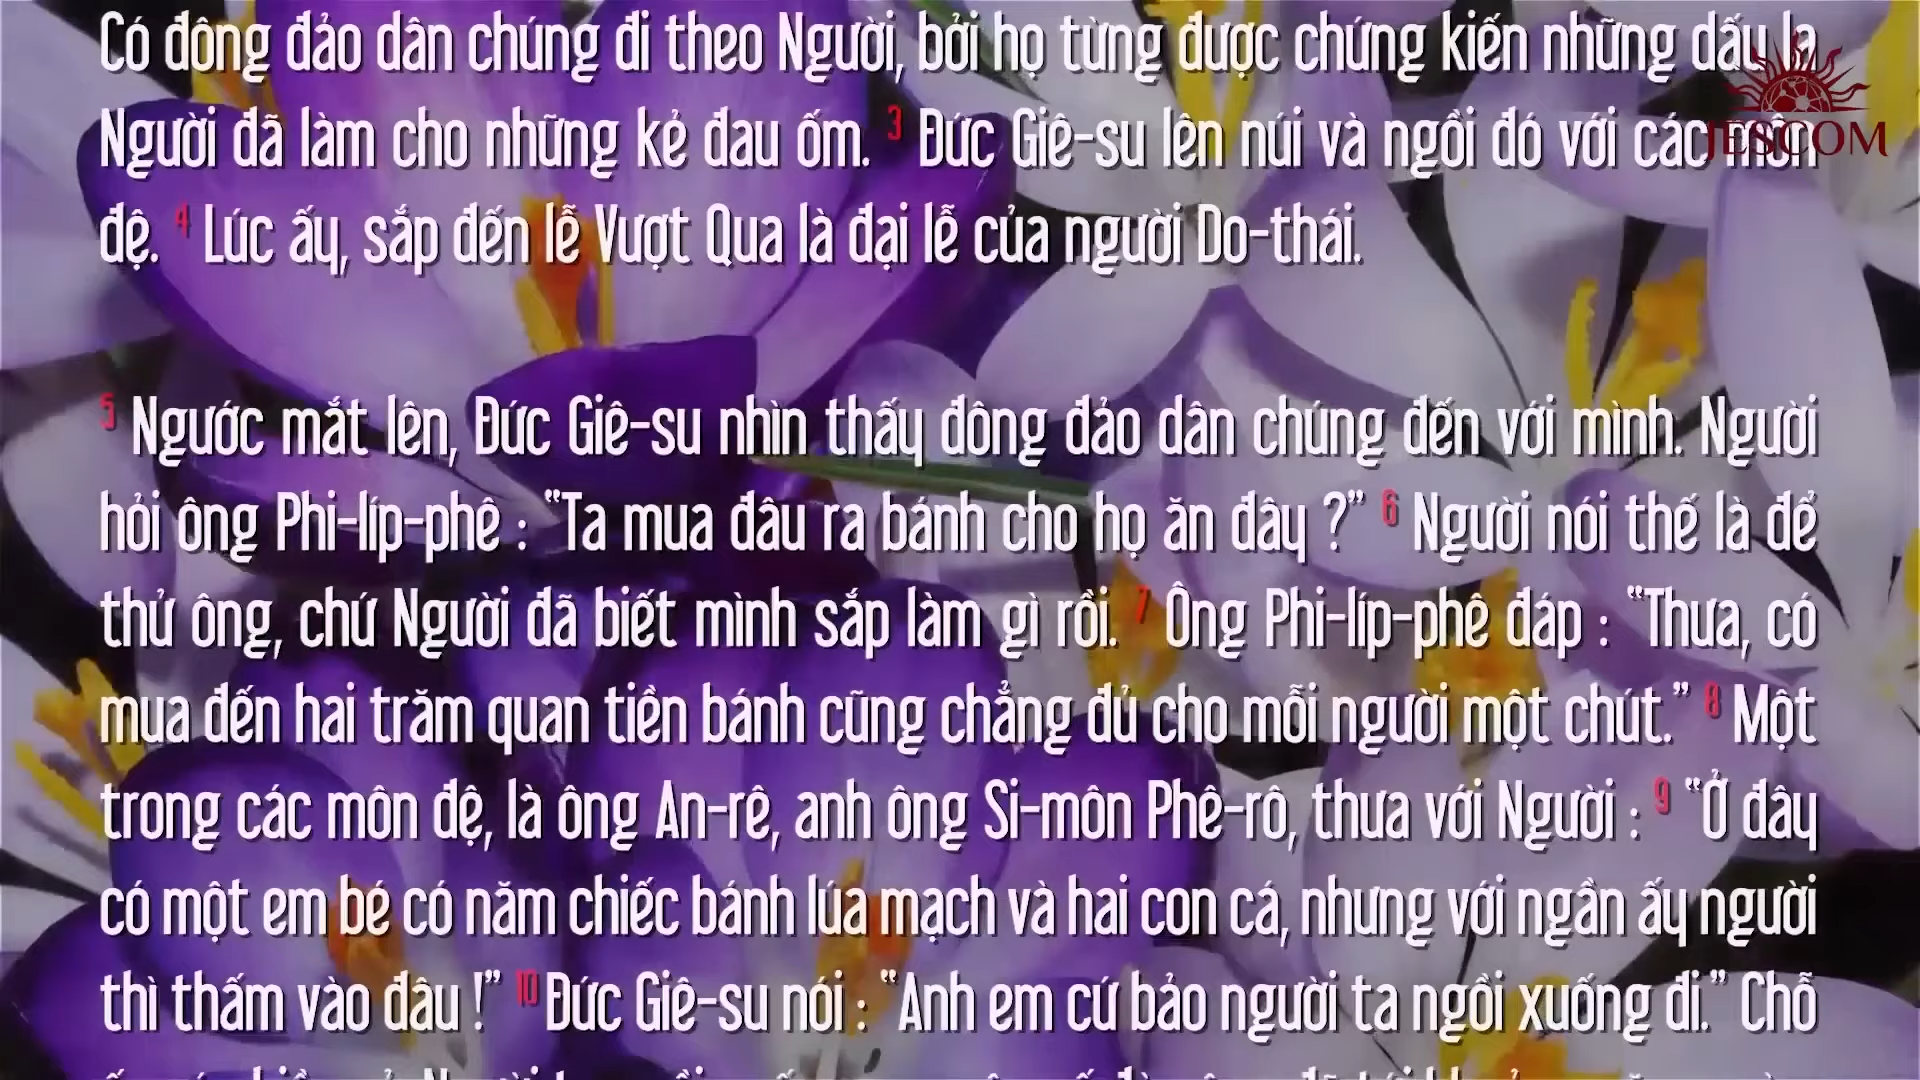 Có đông đảo dân chúng đi theo Người, bởi họ từng được chứng kiến những dấu lạ
Người đã làm cho những kẻ đau ốm. 3 Đức Giê-su lên núi và ngồi đó với các môn
JESCOM
đệ. 4 Lúc ấy, sắp đến lễ Vượt Qua là đại lễ của người Do-thái.
5 Ngước mắt lên, Đức Giê-su nhìn thấy đông đảo dân chúng đến với mình. Người
hỏi ông Phi-líp-phê : “Ta mua đâu ra bánh cho họ ăn đây ?” 6 Người nói thế là để
thử ông, chứ Người đã biết mình sắp làm gì rồi. 7 Ông Phi-líp-phê đáp : “Thưa, có
mua đến hai trăm quan tiền bánh cũng chẳng đủ cho mỗi người một chút.” 8 Một
trong các môn đệ, là ông An-rê, anh ông Si-môn Phê-rô, thưa với Người : 9 “Ở đây
có một em bé có năm chiếc bánh lúa mạch và hai con cá, nhưng với ngần ấy người
thì thấm vào đâu !” 10 Đức Giê-su nói : “Anh em cứ bảo người ta ngồi xuống đi.” Chỗ